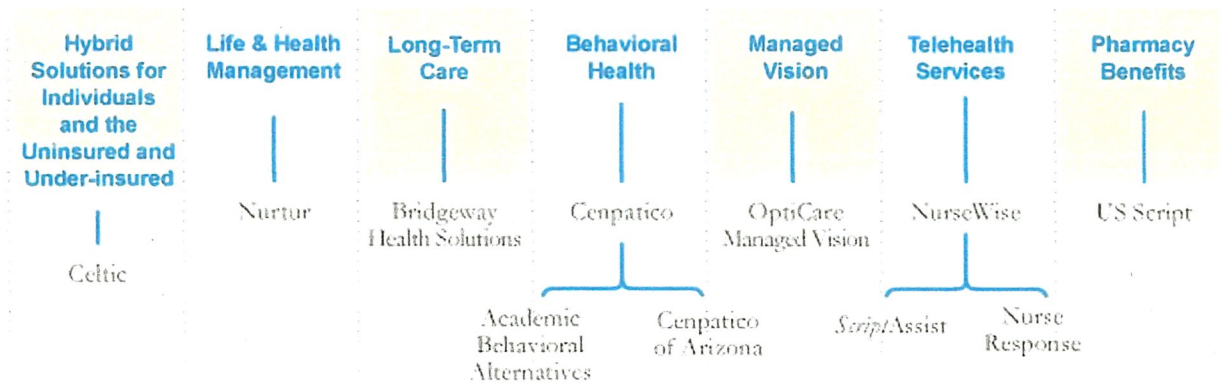 Hybrid
Solutions for
Individuals
and the
Uninsured and
Under-insured
Celtic
Life & Health
Management
Nurtur
Long-Term
Care
Bridgeway
Health Solutions
Behavioral
Health
Cenpatico
Academic
Behavioral
Alternatives
Cenpatico
of Arizona
Managed
Vision
OptiCare
Managed Vision
Telehealth
Services
NurseWise
ScriptAssist
Nurse
Response
Pharmacy
Benefits
US Script